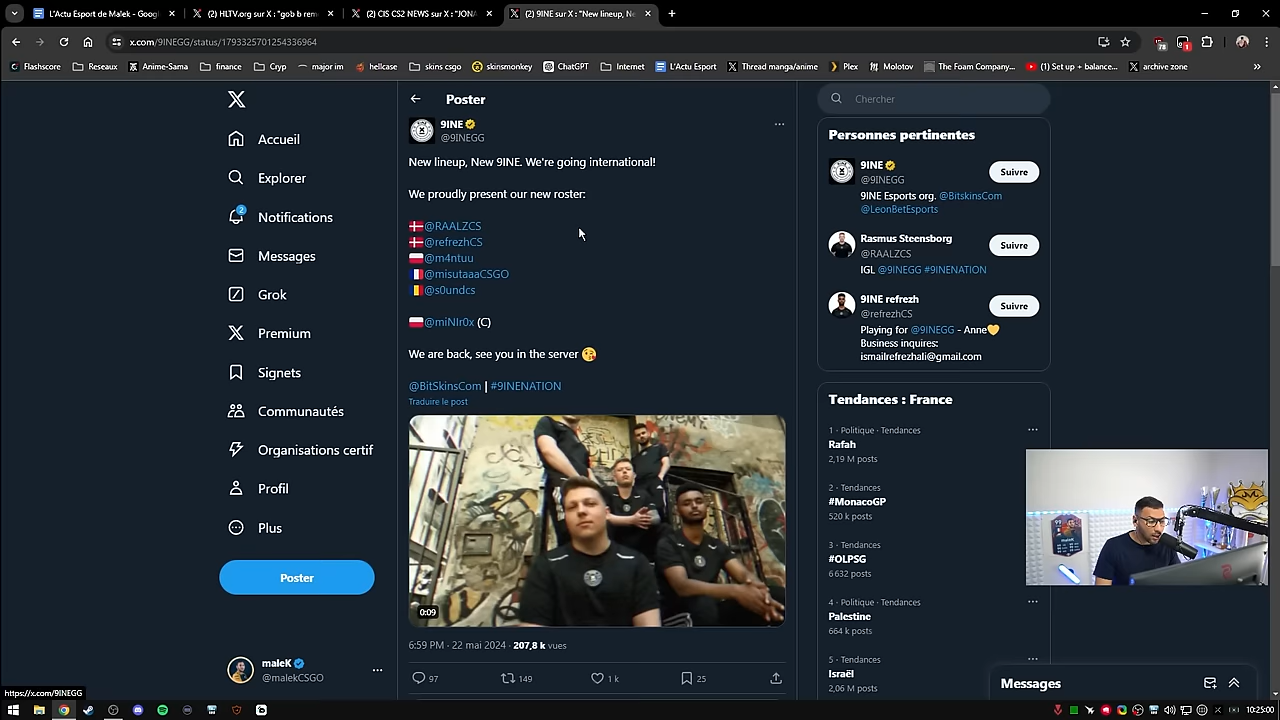 L'Actu Esport de Malek - Googl
(2) HLTV.org sur X : "gob b rem
(2) CIS CS2 NEWS sur X : "JONA
(2) 9INE sur X : "New lineup, Ne
x.com/9INEGG/status/1793325701254336964
Flashscore
Reseaux
Anime-Sama
finance
Cryp
major im
hellcase
skins csgo
skinsmonkey
ChatGPT
Internet
L'Actu Esport
Thread manga/anime
Plex
Molotov
The Foam Company...
(1) Set up + balance...
archive zone
Accueil
Explorer
2
Notifications
Messages
Grok
Premium
Signets
Communautés
Organisations certif
Profil
Plus
Poster
maleK
@malekCSGO
https://x.com/9INEGG
Poster
9INE
@9INEGG
New lineup, New 9INE. We're going international!
We proudly present our new roster:
@RAALZCS
@refrezhCS
@m4ntuu
@misutaaaCSGO
@s0undcs
@miNIr0x (C)
We are back, see you in the server
@BitSkinsCom | #9INENATION
Traduire le post
0:09
6:59 PM · 22 mai 2024 · 207,8 k vues
97
149
1 k
25
Chercher
Personnes pertinentes
9INE
@9INEGG
Suivre
9INE Esports org. @BitskinsCom
@LeonBetEsports
Rasmus Steensborg
@RAALZCS
Suivre
IGL @9INEGG #9INENATION
9INE refrezh
@refrezhCS
Suivre
Playing for @9INEGG - Anne
Business inquires:
ismailrefrezhali@gmail.com
Tendances : France
1 · Politique · Tendances
Rafah
2,19 M posts
2 · Tendances
#MonacoGP
520 k posts
3 · Tendances
#OLPSG
6 632 posts
4 · Politique · Tendances
Palestine
664 k posts
5 · Tendances
Israël
2,06 M posts
Messages
10:25:00